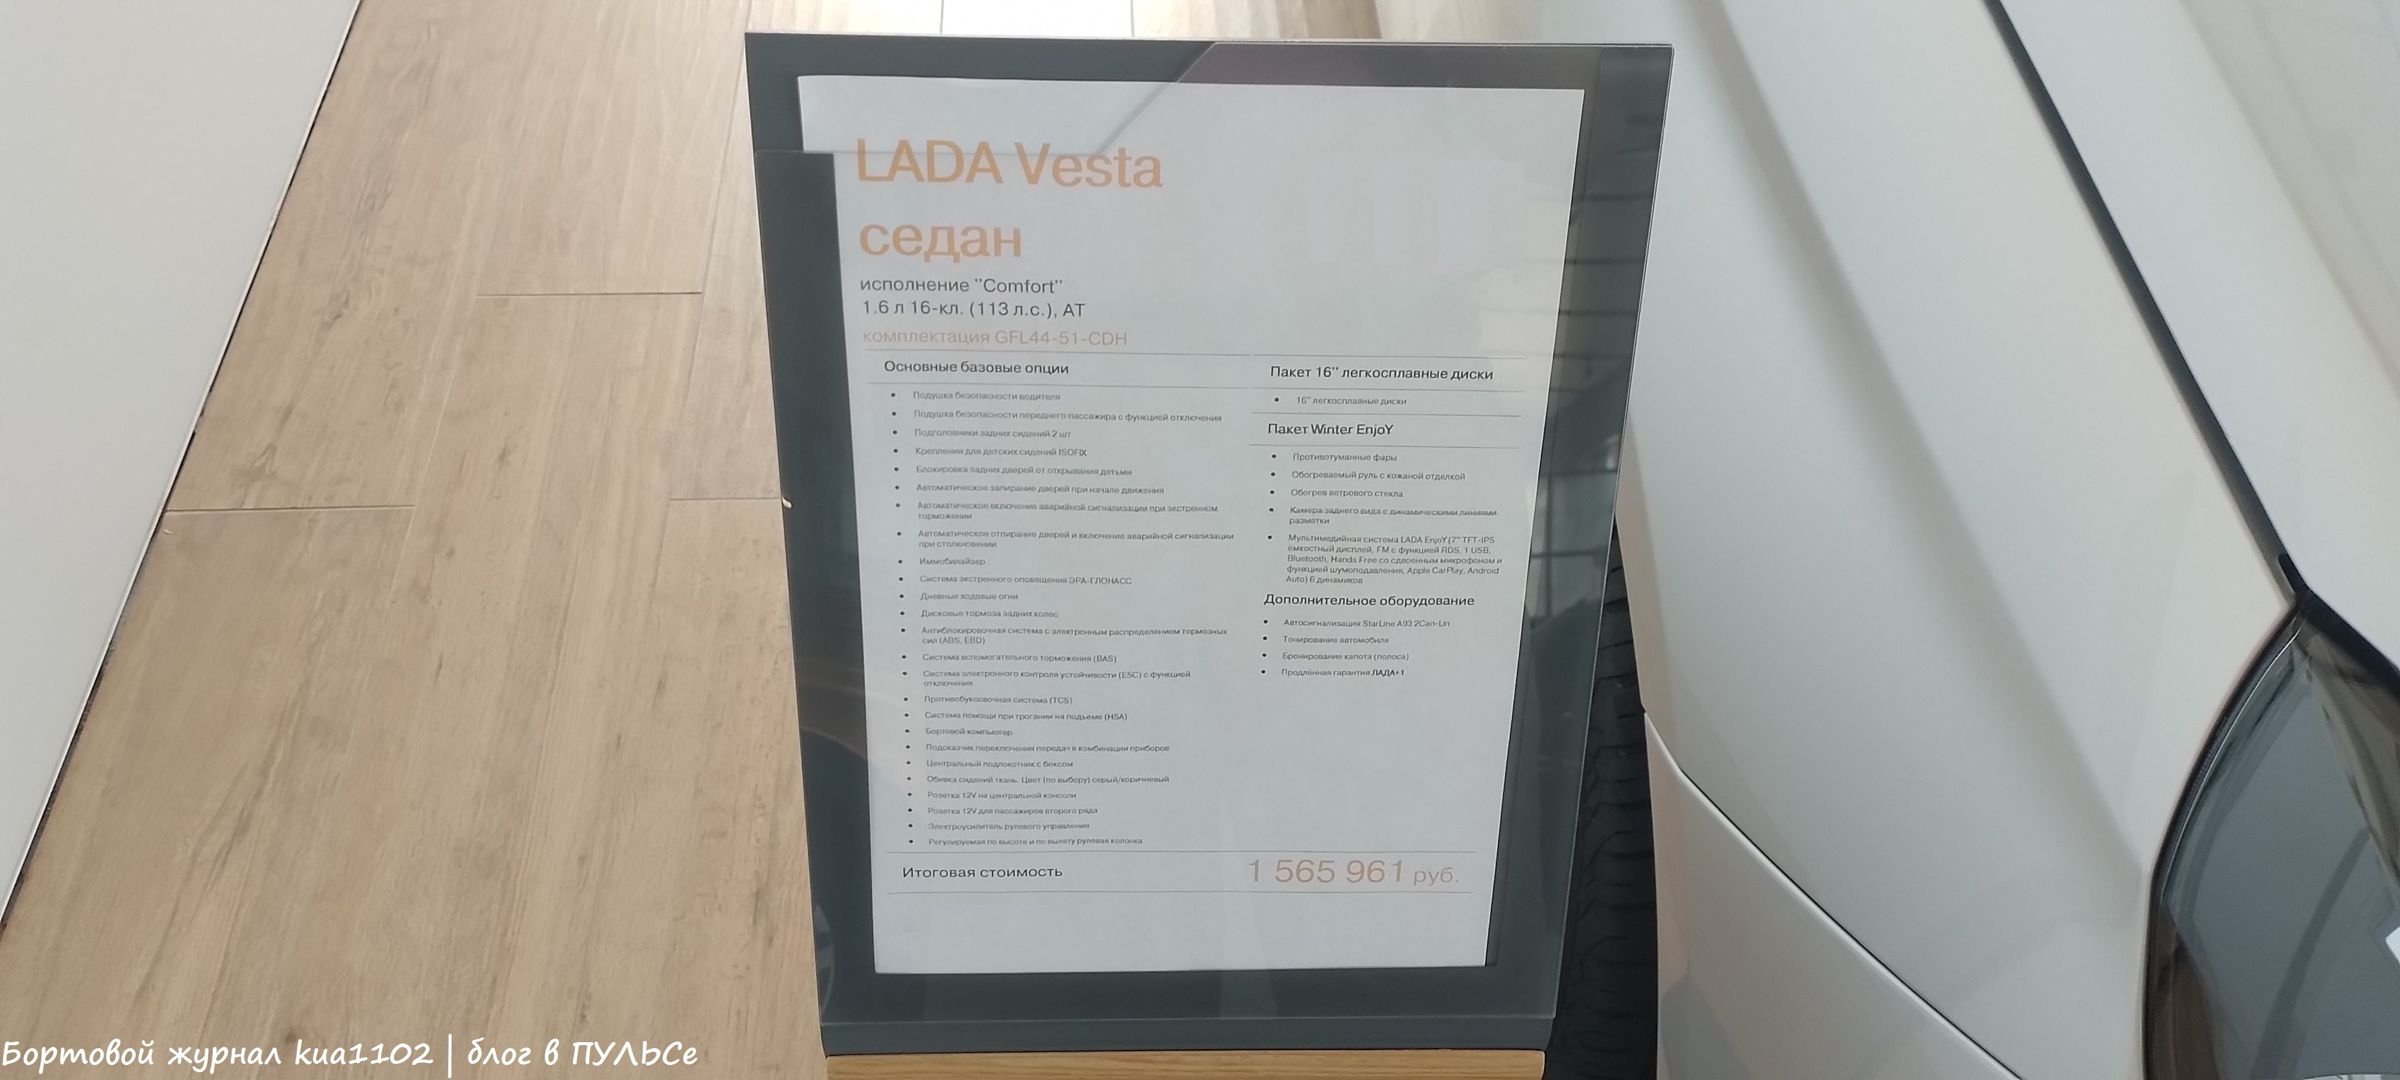 LADA Vesta
седан
исполнение "Comfort"
1.6 л 16-кл. (113 л.с.), АТ
комплектация GFL44-51-CDH
Основные базовые опции
• Подушка безопасности водителя
• Подушка безопасности переднего пассажира с функцией отключения
• Подголовники задних сидений 2 шт.
• Крепления для детских сидений ISOFIX
• Блокировка задних дверей от открывания детьми
• Автоматическое запирание дверей при начале движения
• Автоматическое включение аварийной сигнализации при экстренном
торможении
• Автоматическое отпирание дверей и включение аварийной сигнализации
при столкновении
• Иммобилайзер
• Система экстренного оповещения ЭРА-ГЛОНАСС
• Дневные ходовые огни
• Дисковые тормоза задних колес
• Антиблокировочная система с электронным распределением тормозных
сил (ABS, EBD)
• Система вспомогательного торможения (BAS)
• Система электронного контроля устойчивости (ESC) с функцией
отключения
• Противобуксовочная система (TCS)
• Система помощи при трогании на подъеме (HSA)
• Бортовой компьютер
• Подсказчик переключения передач в комбинации приборов
• Центральный подлокотник с боксом
• Обивка сидений ткань. Цвет (по выбору) серый/коричневый
• Розетка 12V на центральной консоли
• Розетка 12V для пассажиров второго ряда
• Электроусилитель рулевого управления
• Регулируемая по высоте и по вылету рулевая колонка
Пакет 16" легкосплавные диски
• 16" легкосплавные диски
Пакет Winter EnjoY
• Противотуманные фары
• Обогреваемый руль с кожаной отделкой
• Обогрев ветрового стекла
• Камера заднего вида с динамическими линиями
разметки
• Мультимедийная система LADA EnjoY (7" TFT-IPS
ёмкостный дисплей, FM с функцией RDS, 1 USB,
Bluetooth, Hands Free со сдвоенным микрофоном и
функцией шумоподавления, Apple CarPlay, Android
Auto) 6 динамиков
Дополнительное оборудование
• Автосигнализация StarLine A93 2Can-Lin
• Тонирование автомобиля
• Бронирование капота (полоса)
• Продлённая гарантия ЛАДА+1
Итоговая стоимость 1 565 961 руб.
Бортовой журнал kua1102 | блог в ПУЛЬСе